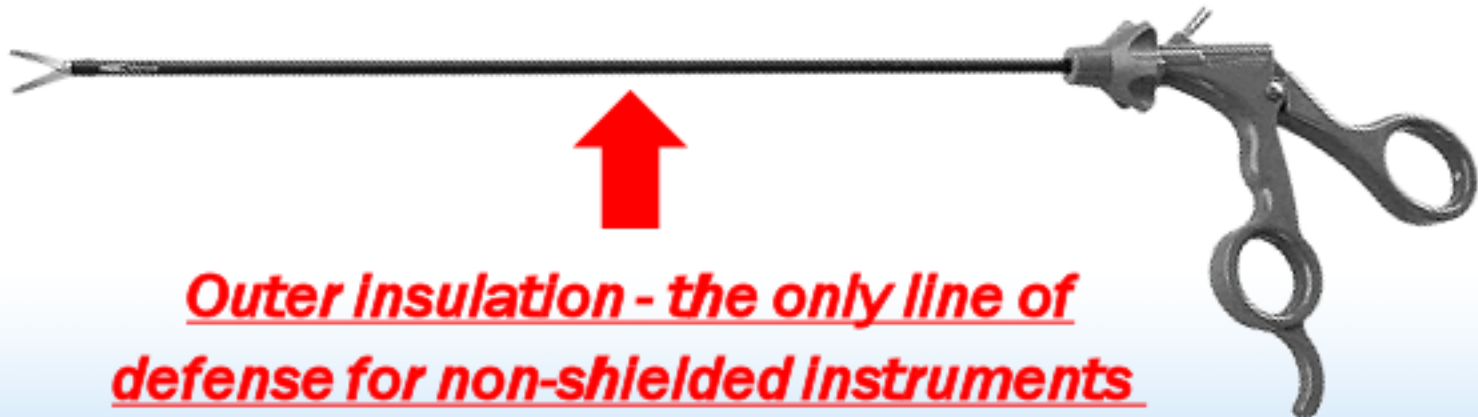 Outer insulation - the only line of
defense for non-shielded instruments